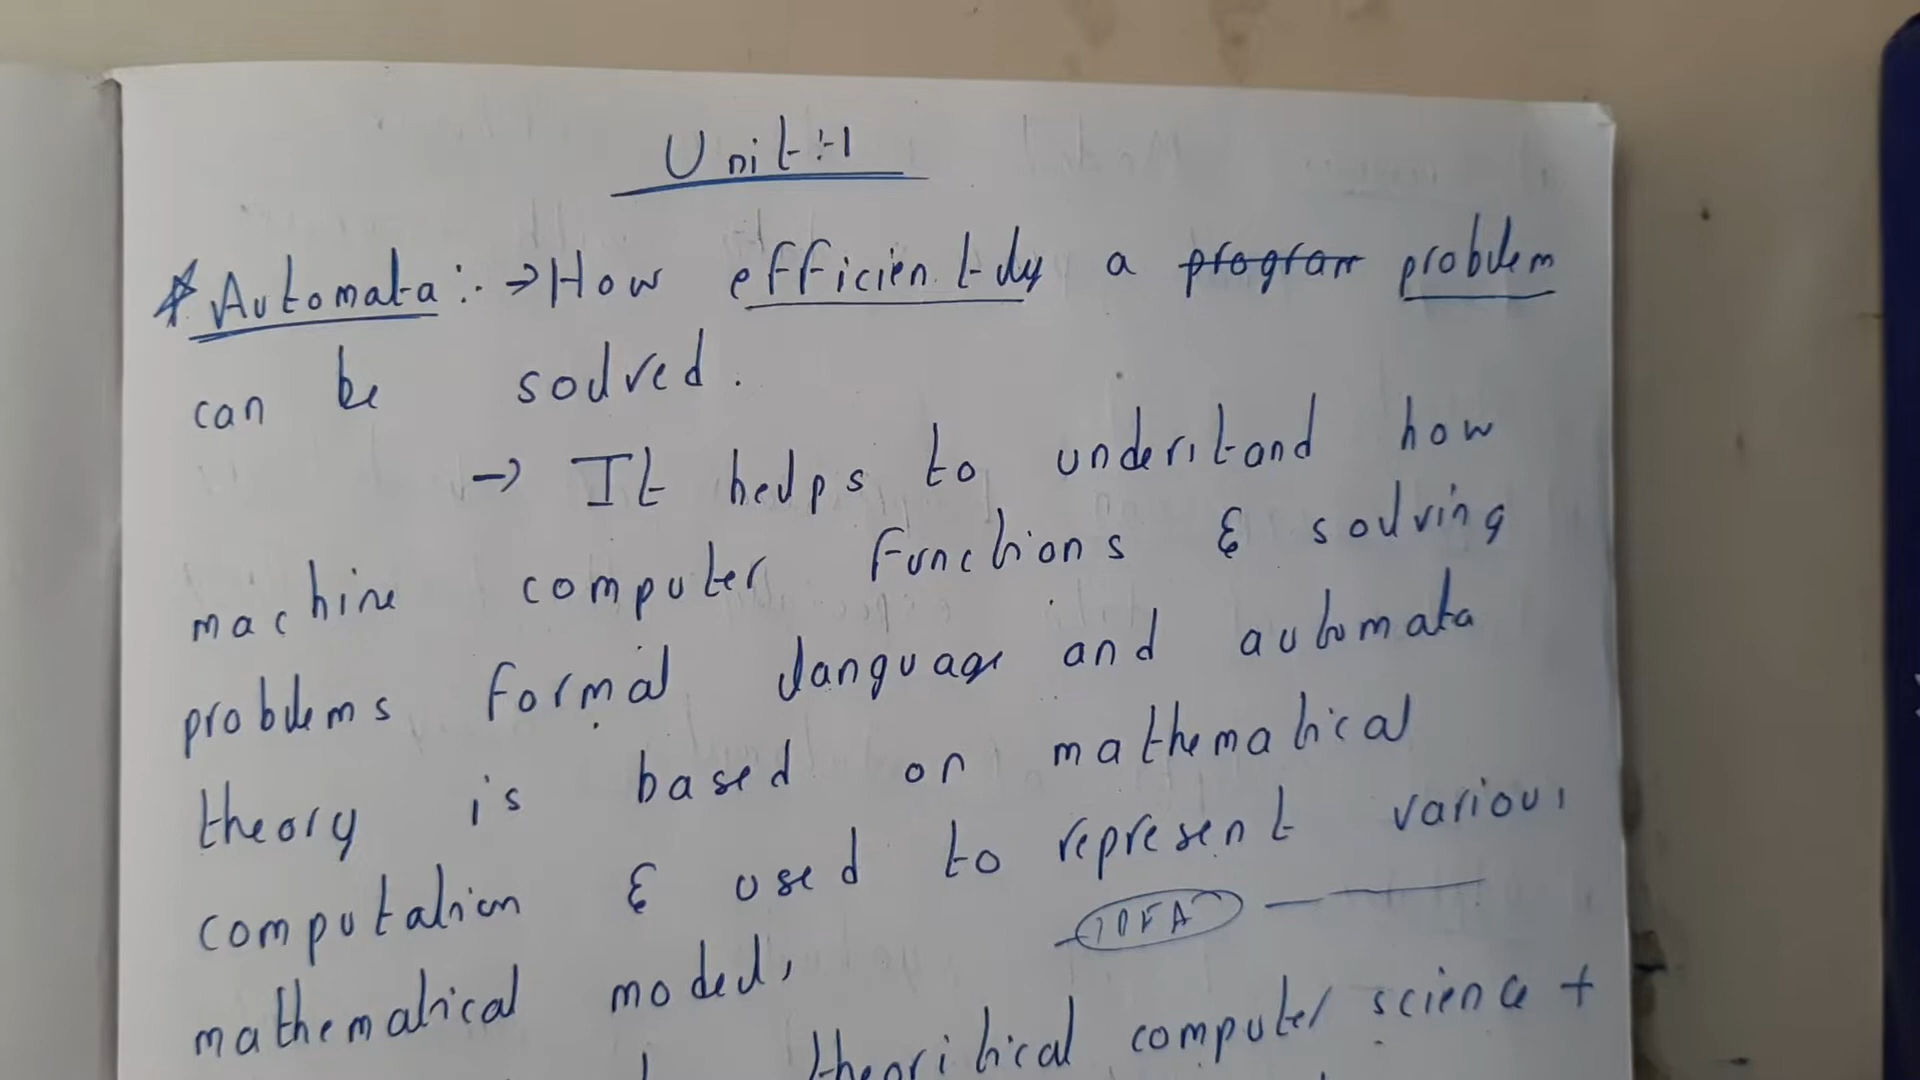 Unit:-1
* Automata:- → How efficiently a program problem
can be solved.
→ It helps to understand how
machine computer functions & solving
problems formal language and automata
theory is based on mathematical
computation & used to represent various
mathematical models
DFA
theoritical computer science +